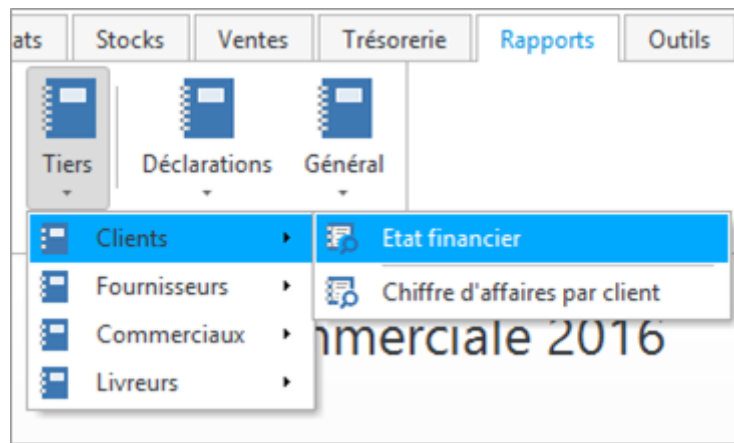 ats Stocks Ventes Trésorerie Rapports Outils
Tiers Déclarations Général
Clients Etat financier
Fournisseurs Chiffre d'affaires par client
Commerciaux mmerciale 2016
Livreurs